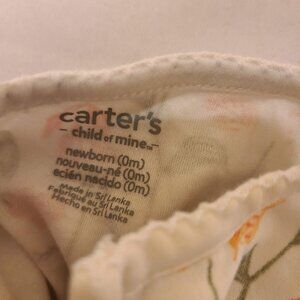 carter's
child of mine
newborn (0m)
nouveau-né (0m)
ecién nacido (0m)
Made in Sri Lanka
Fabriqué au Sri Lanka
Hecho en Sri Lanka